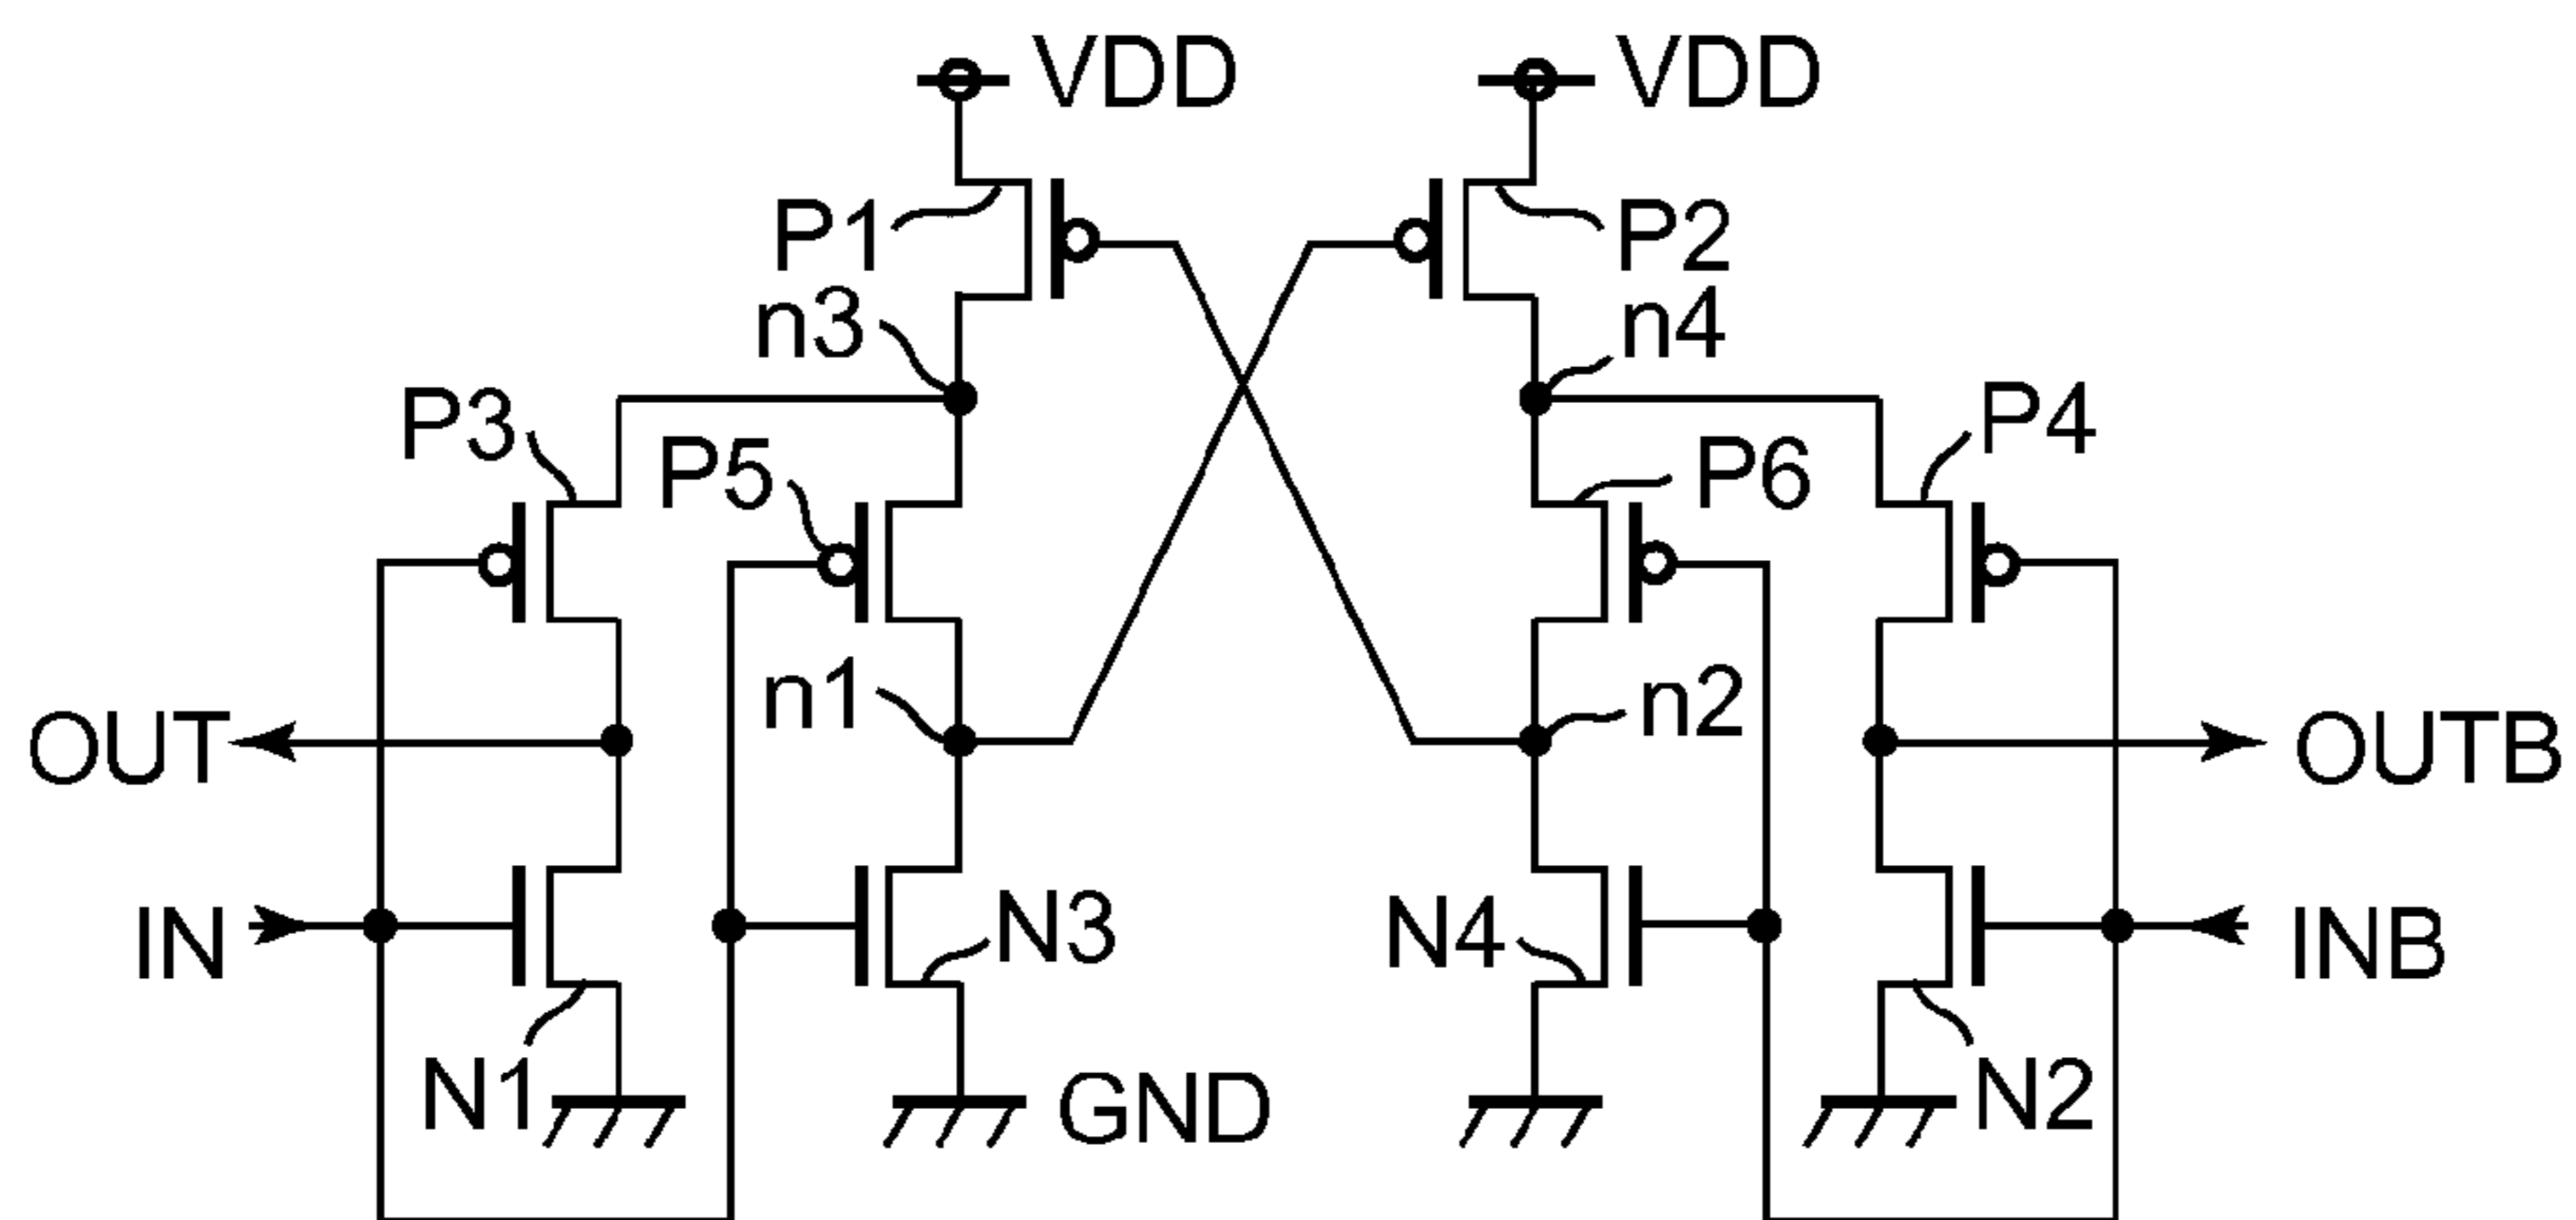 VDD VDD
P1 P2
n3 n4
P3 P4
P5 P6
n1 n2
OUT OUTB
IN N3 N4 INB
N1 GND N2